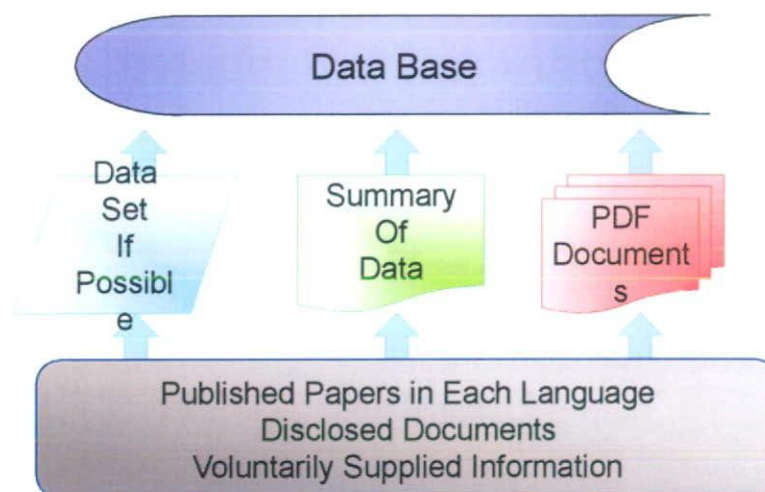 Data Base
Data
Set
If
Possibl
e
Summary
Of
Data
PDF
Document
s
Published Papers in Each Language
Disclosed Documents
Voluntarily Supplied Information